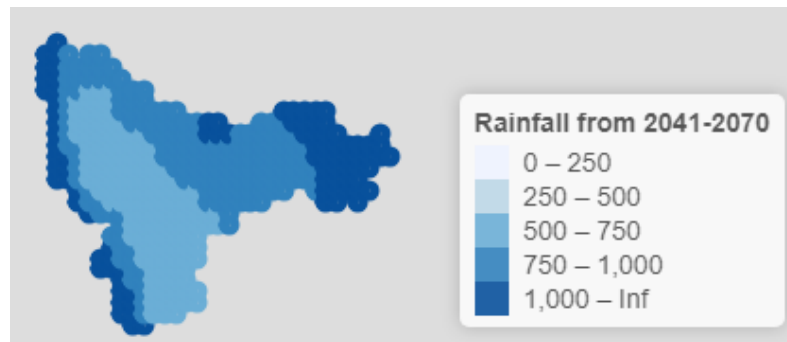 Rainfall from 2041-2070
0 – 250
250 – 500
500 – 750
750 – 1,000
1,000 – Inf